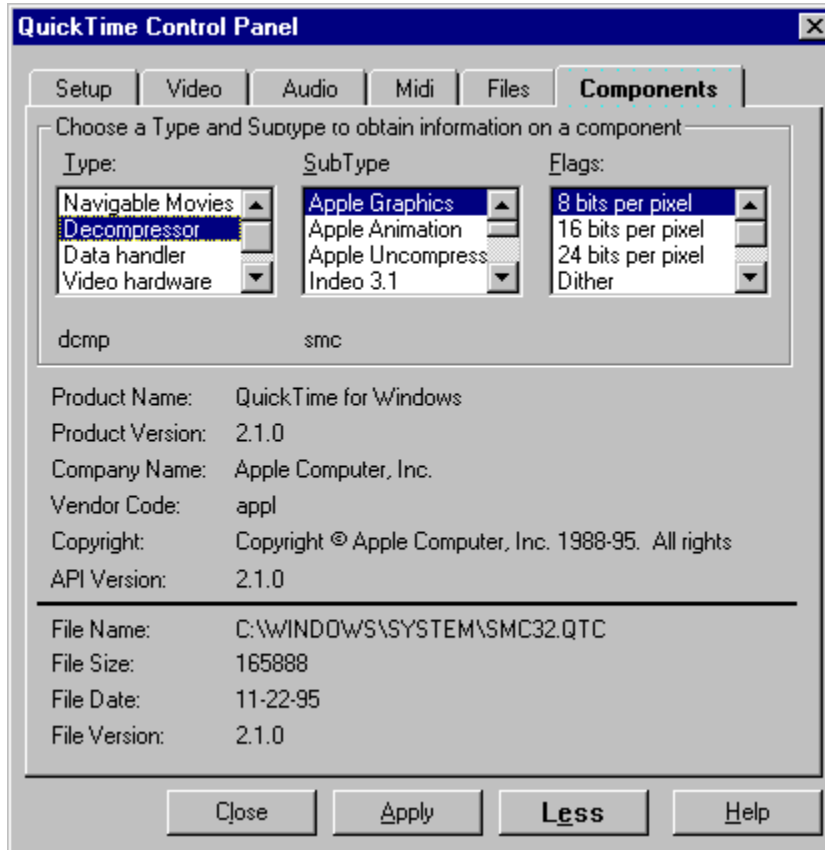 QuickTime Control Panel
Setup Video Audio Midi Files Components
Choose a Type and Subtype to obtain information on a component
Type: SubType Flags:
Navigable Movies Apple Graphics 8 bits per pixel
Decompressor Apple Animation 16 bits per pixel
Data handler Apple Uncompress 24 bits per pixel
Video hardware Indeo 3.1 Dither
dcmp smc
Product Name: QuickTime for Windows
Product Version: 2.1.0
Company Name: Apple Computer, Inc.
Vendor Code: appl
Copyright: Copyright © Apple Computer, Inc. 1988-95. All rights
API Version: 2.1.0
File Name: C:\WINDOWS\SYSTEM\SMC32.QTC
File Size: 165888
File Date: 11-22-95
File Version: 2.1.0
Close Apply Less Help